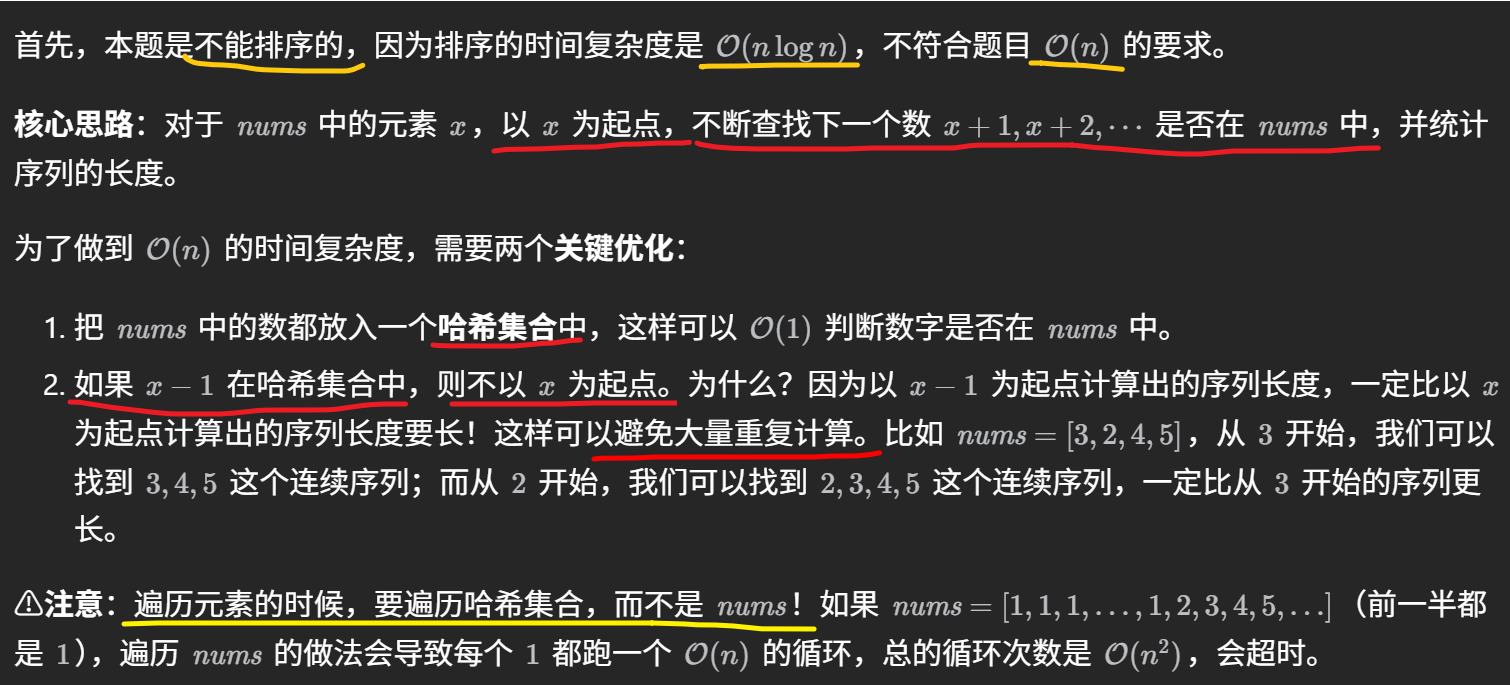 首先，本题是不能排序的，因为排序的时间复杂度是 O(n log n)，不符合题目 O(n) 的要求。
核心思路：对于 nums 中的元素 x，以 x 为起点，不断查找下一个数 x + 1, x + 2, ⋯ 是否在 nums 中，并统计
序列的长度。
为了做到 O(n) 的时间复杂度，需要两个关键优化：
1. 把 nums 中的数都放入一个哈希集合中，这样可以 O(1) 判断数字是否在 nums 中。
2. 如果 x − 1 在哈希集合中，则不以 x 为起点。为什么？因为以 x − 1 为起点计算出的序列长度，一定比以 x
为起点计算出的序列长度要长！这样可以避免大量重复计算。比如 nums = [3, 2, 4, 5]，从 3 开始，我们可以
找到 3, 4, 5 这个连续序列；而从 2 开始，我们可以找到 2, 3, 4, 5 这个连续序列，一定比从 3 开始的序列更
长。
⚠注意：遍历元素的时候，要遍历哈希集合，而不是 nums！如果 nums = [1, 1, 1, …, 1, 2, 3, 4, 5, …]（前一半都
是 1），遍历 nums 的做法会导致每个 1 都跑一个 O(n) 的循环，总的循环次数是 O(n²)，会超时。